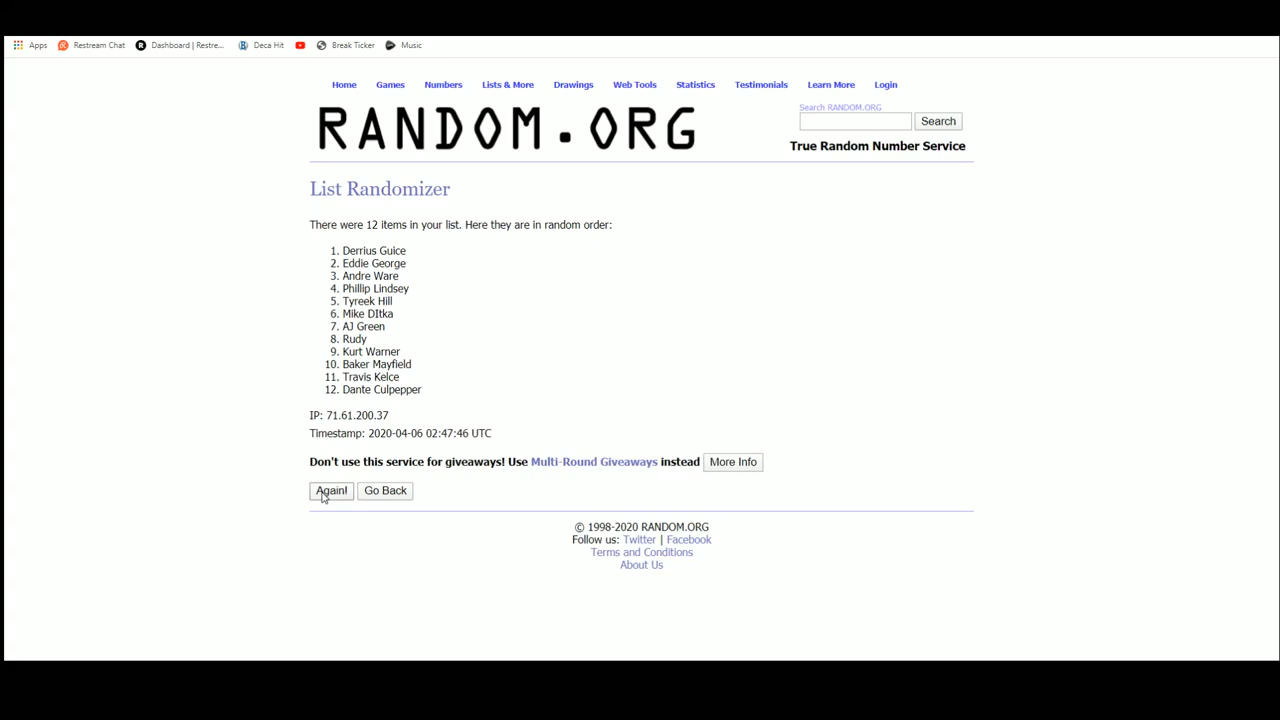 Apps Restream Chat Dashboard | Restre... Deca Hit Break Ticker Music
Home Games Numbers Lists & More Drawings Web Tools Statistics Testimonials Learn More Login
Search RANDOM.ORG
RANDOM.ORG
Search
True Random Number Service
List Randomizer
There were 12 items in your list. Here they are in random order:
1. Derrius Guice
2. Eddie George
3. Andre Ware
4. Phillip Lindsey
5. Tyreek Hill
6. Mike DItka
7. AJ Green
8. Rudy
9. Kurt Warner
10. Baker Mayfield
11. Travis Kelce
12. Dante Culpepper
IP: 71.61.200.37
Timestamp: 2020-04-06 02:47:46 UTC
Don't use this service for giveaways! Use Multi-Round Giveaways instead More Info
Again! Go Back
© 1998-2020 RANDOM.ORG
Follow us: Twitter | Facebook
Terms and Conditions
About Us